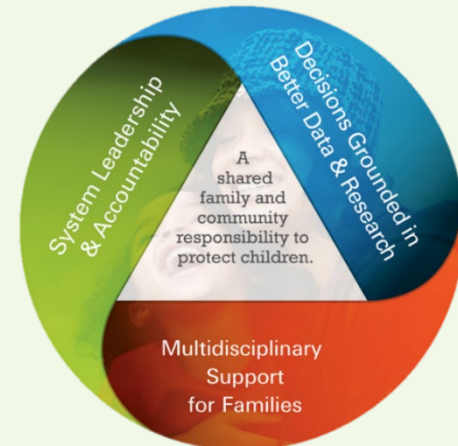 System Leadership
& Accountability
Decisions Grounded in
Better Data & Research
A
shared
family and
community
responsibility to
protect children.
Multidisciplinary
Support
for Families